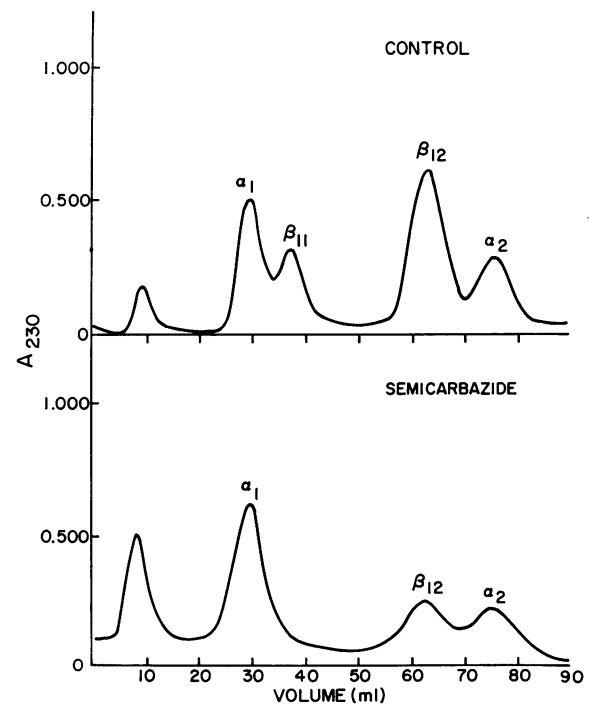 CONTROL
1.000
β12
α1
0.500
β11
α2
0
A230
SEMICARBAZIDE
1.000
α1
0.500
β12
α2
0
10 20 30 40 50 60 70 80 90
VOLUME (ml)